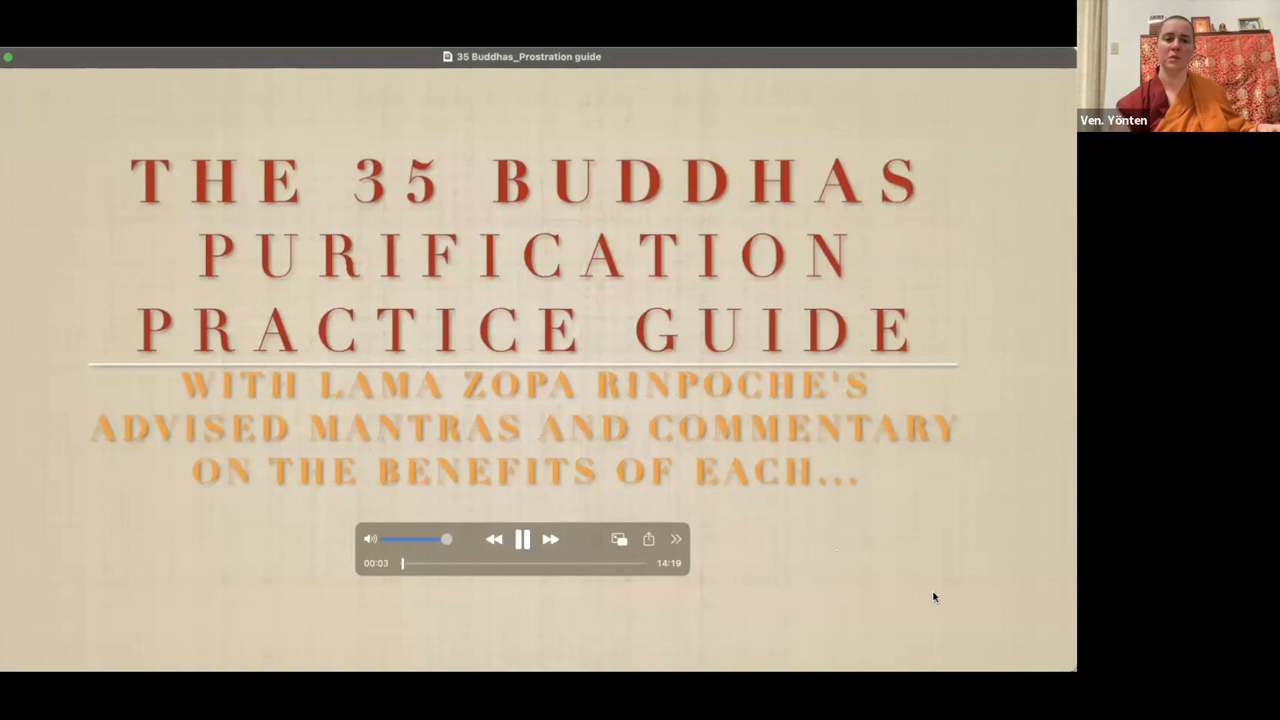 35 Buddhas_Prostration guide
THE 35 BUDDHAS
PURIFICATION
PRACTICE GUIDE
WITH LAMA ZOPA RINPOCHE'S
ADVISED MANTRAS AND COMMENTARY
ON THE BENEFITS OF EACH...
00:03
14:19
Ven. Yönten